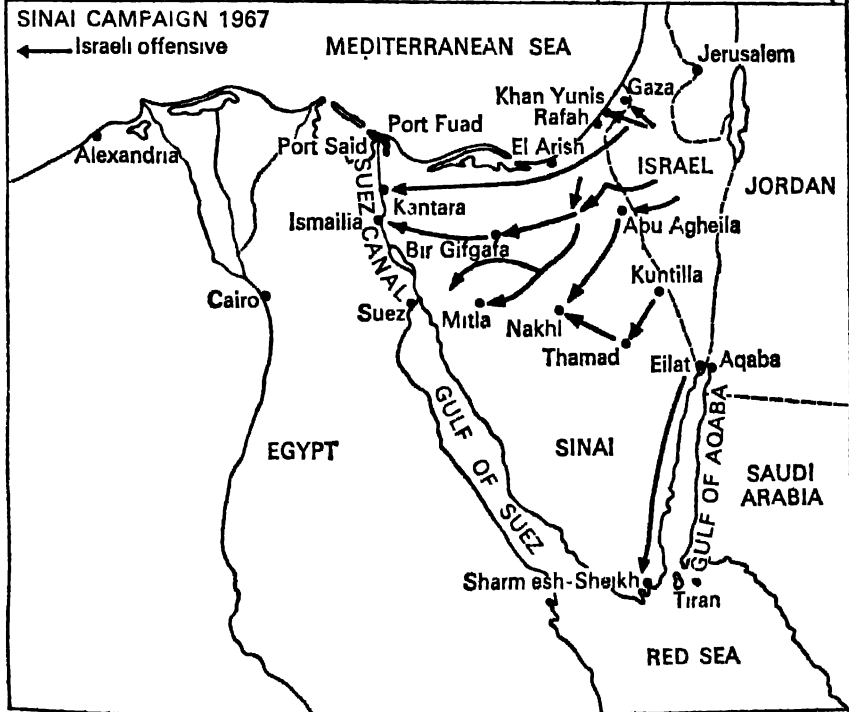 SINAI CAMPAIGN 1967
Israeli offensive
MEDITERRANEAN SEA
Jerusalem
Gaza
Khan Yunis
Rafah
Port Fuad
El Arish
Alexandria
Port Said
ISRAEL
JORDAN
SUEZ CANAL
Kantara
Ismailia
Abu Agheila
Bir Gifgafa
Kuntilla
Cairo
Suez
Mitla
Nakhl
Thamad
Eilat
Aqaba
GULF OF SUEZ
GULF OF AQABA
EGYPT
SINAI
SAUDI
ARABIA
Sharm esh-Sheikh
Tiran
RED SEA